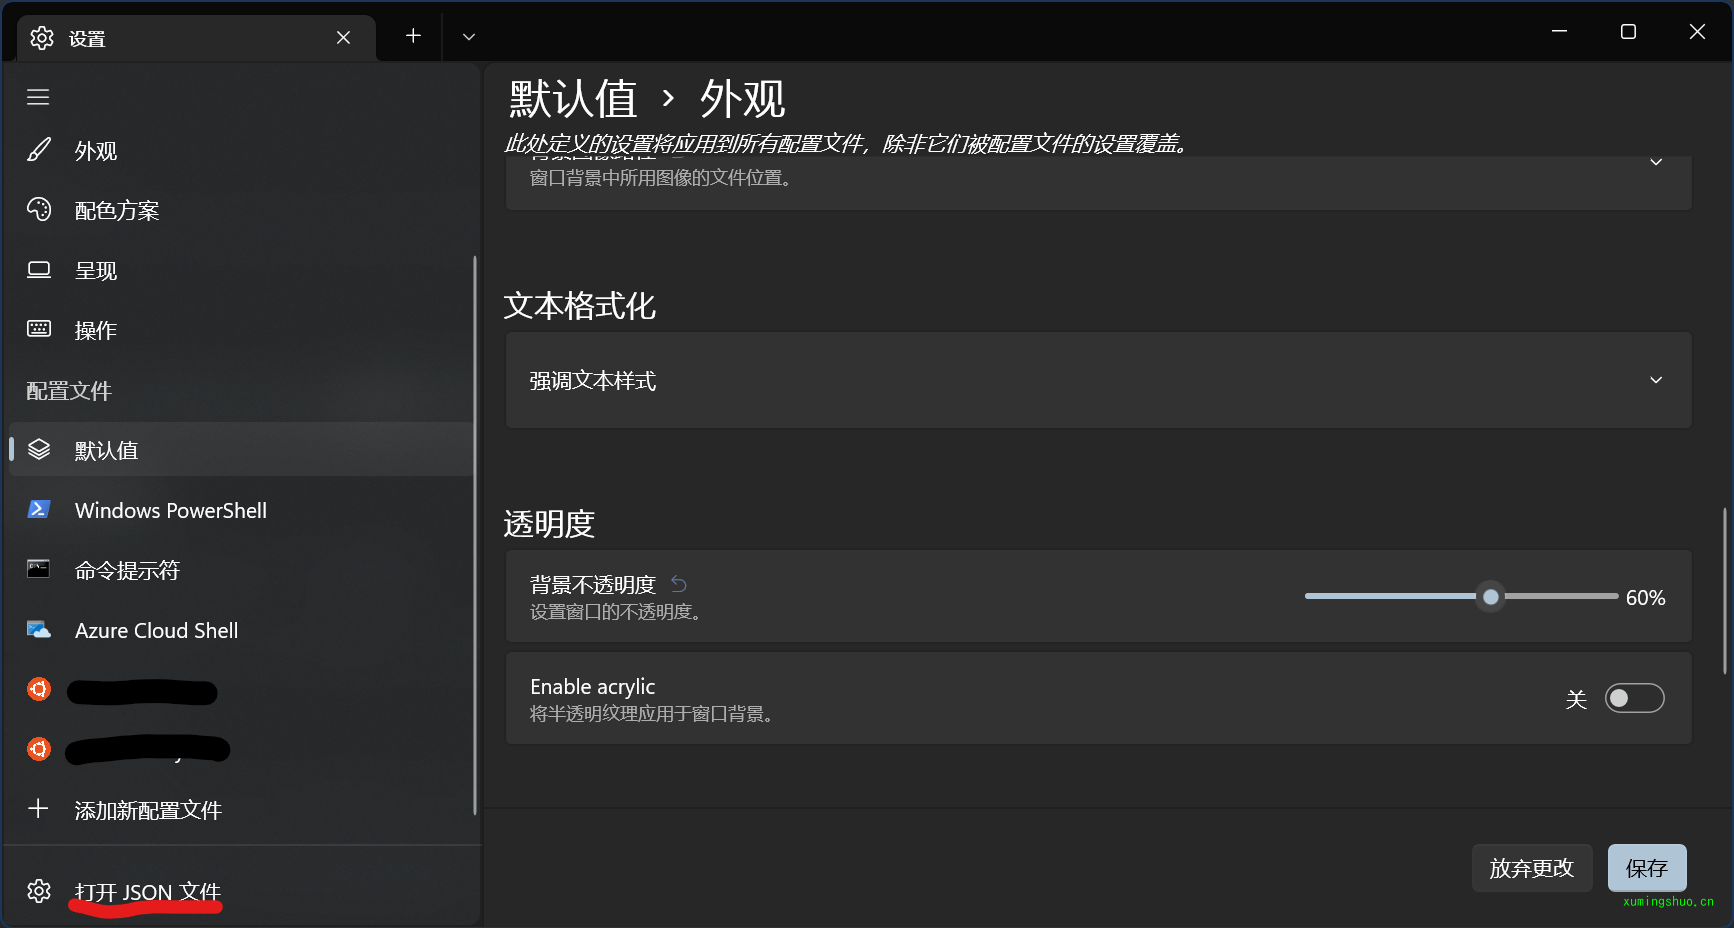 设置
外观
配色方案
呈现
操作
配置文件
默认值
Windows PowerShell
命令提示符
Azure Cloud Shell
添加新配置文件
打开 JSON 文件
默认值 › 外观
此处定义的设置将应用到所有配置文件，除非它们被配置文件的设置覆盖。
背景图像路径
窗口背景中所用图像的文件位置。
文本格式化
强调文本样式
透明度
背景不透明度
设置窗口的不透明度。
60%
Enable acrylic
将半透明纹理应用于窗口背景。
关
放弃更改
保存
xumingshuo.cn